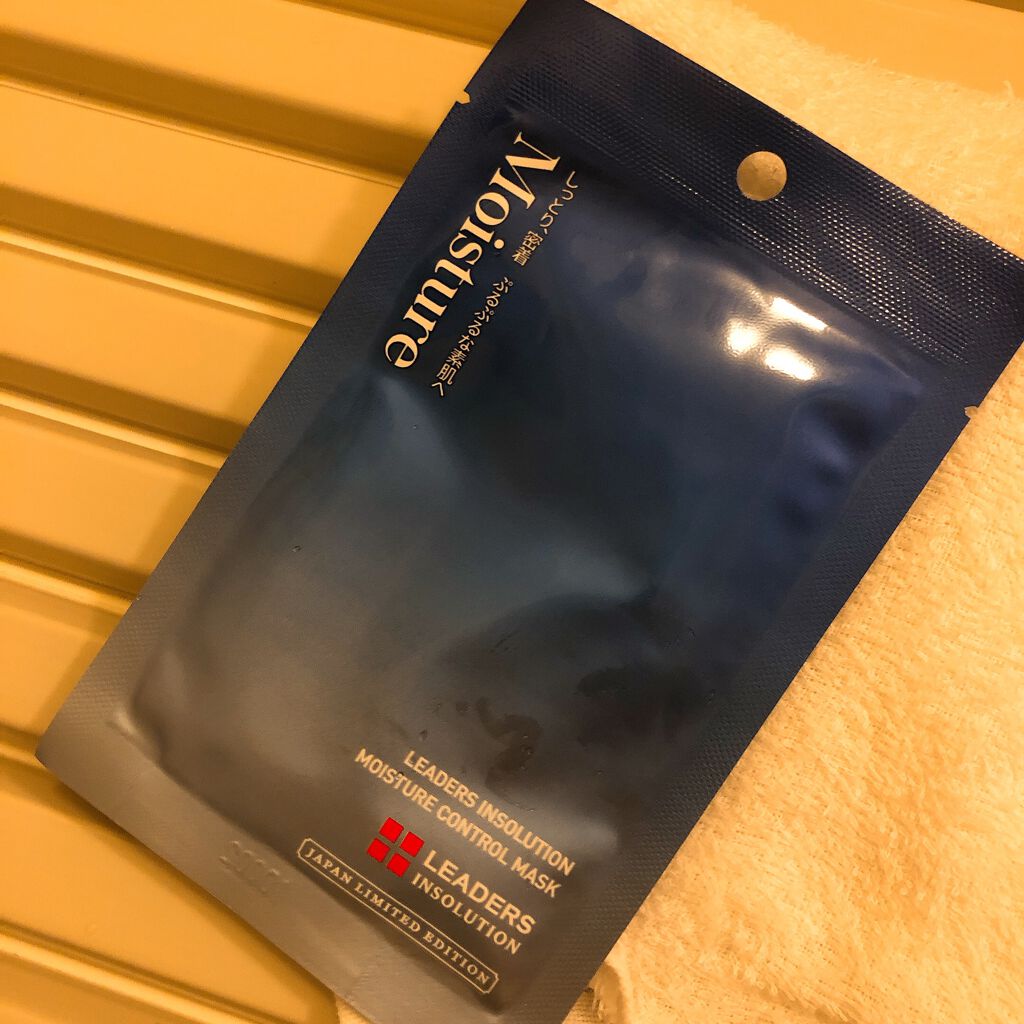 Moisture
しっとり、密着 ぷるぷるな素肌へ
LEADERS INSOLUTION
MOISTURE CONTROL MASK
LEADERS
INSOLUTION
JAPAN LIMITED EDITION